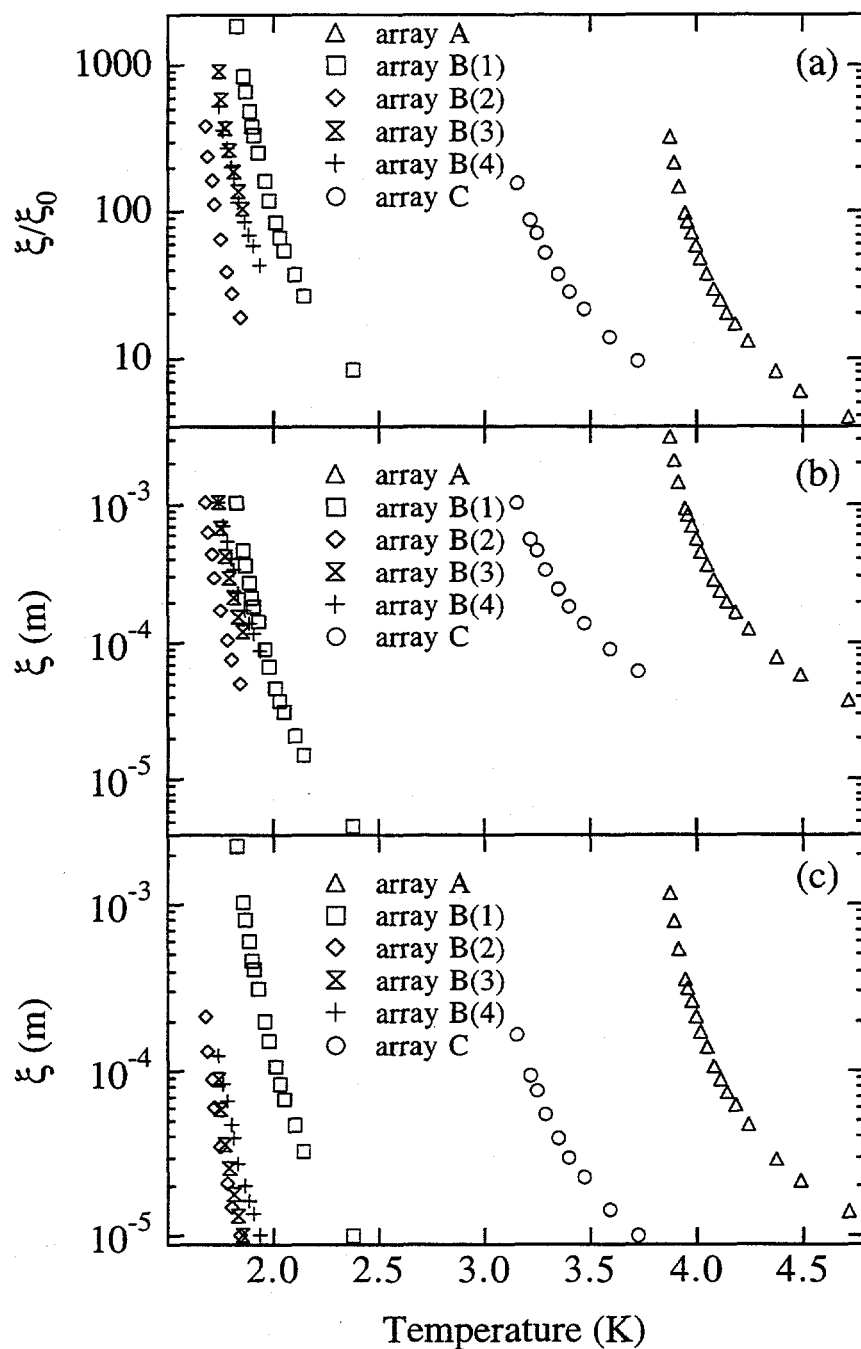 1000
100
10
ξ/ξ0
△ array A
□ array B(1)
◇ array B(2)
⧖ array B(3)
+ array B(4)
○ array C
(a)
10-3
10-4
10-5
ξ (m)
△ array A
□ array B(1)
◇ array B(2)
⧖ array B(3)
+ array B(4)
○ array C
(b)
10-3
10-4
10-5
ξ (m)
△ array A
□ array B(1)
◇ array B(2)
⧖ array B(3)
+ array B(4)
○ array C
(c)
2.0 2.5 3.0 3.5 4.0 4.5
Temperature (K)